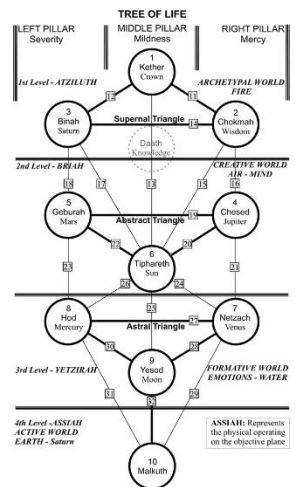 TREE OF LIFE
LEFT PILLAR
Severity
MIDDLE PILLAR
Mildness
RIGHT PILLAR
Mercy
1
Kether
Crown
1st Level - ATZILUTH
ARCHETYPAL WORLD
FIRE
12
11
3
Binah
Saturn
Supernal Triangle
14
2
Chokmah
Wisdom
Daath
Knowledge
2nd Level - BRIAH
CREATIVE WORLD
AIR - MIND
18
17
13
15
16
5
Geburah
Mars
19
Abstract Triangle
4
Chesed
Jupiter
22
20
6
Tiphareth
Sun
23
21
26
24
25
8
Hod
Mercury
Astral Triangle
27
7
Netzach
Venus
30
28
9
Yesod
Moon
3rd Level - YETZIRAH
FORMATIVE WORLD
EMOTIONS - WATER
31
32
29
4th Level - ASSIAH
ACTIVE WORLD
EARTH - Saturn
ASSIAH: Represents
the physical operating
on the objective plane
10
Malkuth